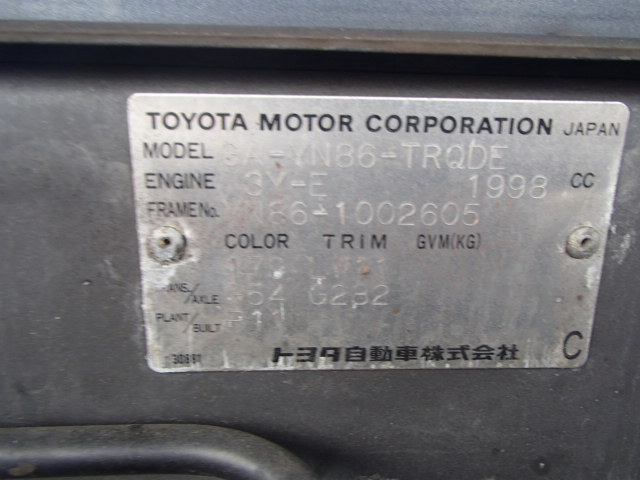 TOYOTA MOTOR CORPORATION JAPAN
MODEL GA-YN86-TRQDE
ENGINE 3Y-E 1998 CC
FRAME No. YN86-1002605
COLOR TRIM GVM(KG)
TRANS./AXLE G282
PLANT/BUILT
トヨタ自動車株式会社 C